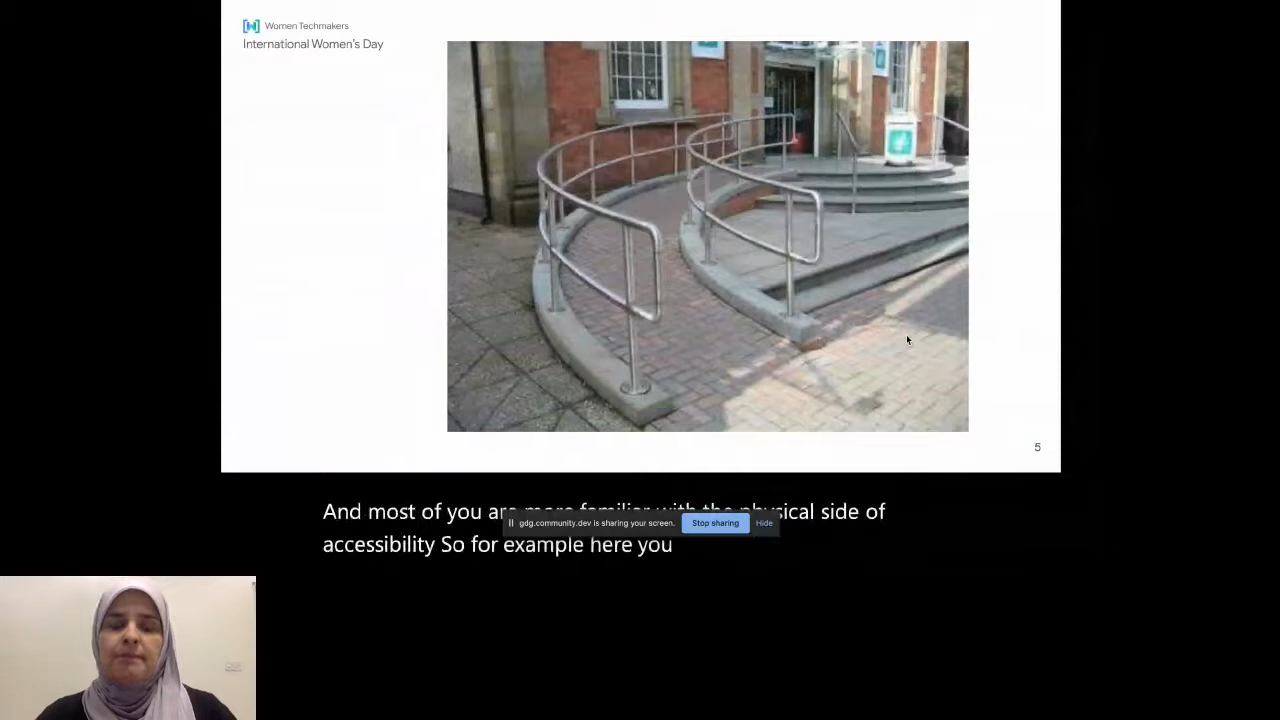 Women Techmakers
International Women's Day
5
And most of you are more familiar with the physical side of
gdg.community.dev is sharing your screen. Stop sharing Hide
accessibility So for example here you